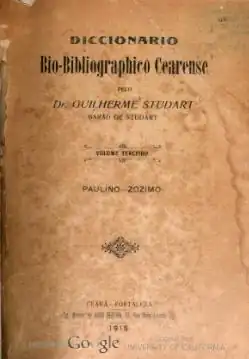 DICCIONARIO
Bio-Bibliographico Cearense
PELO
Dr. GUILHERME STUDART
BARÃO DE STUDART
VOLUME TERCEIRO
PAULINO—ZOZIMO
CEARÁ-FORTALEZA
1915
Google
UNIVERSITY OF CALIFORNIA